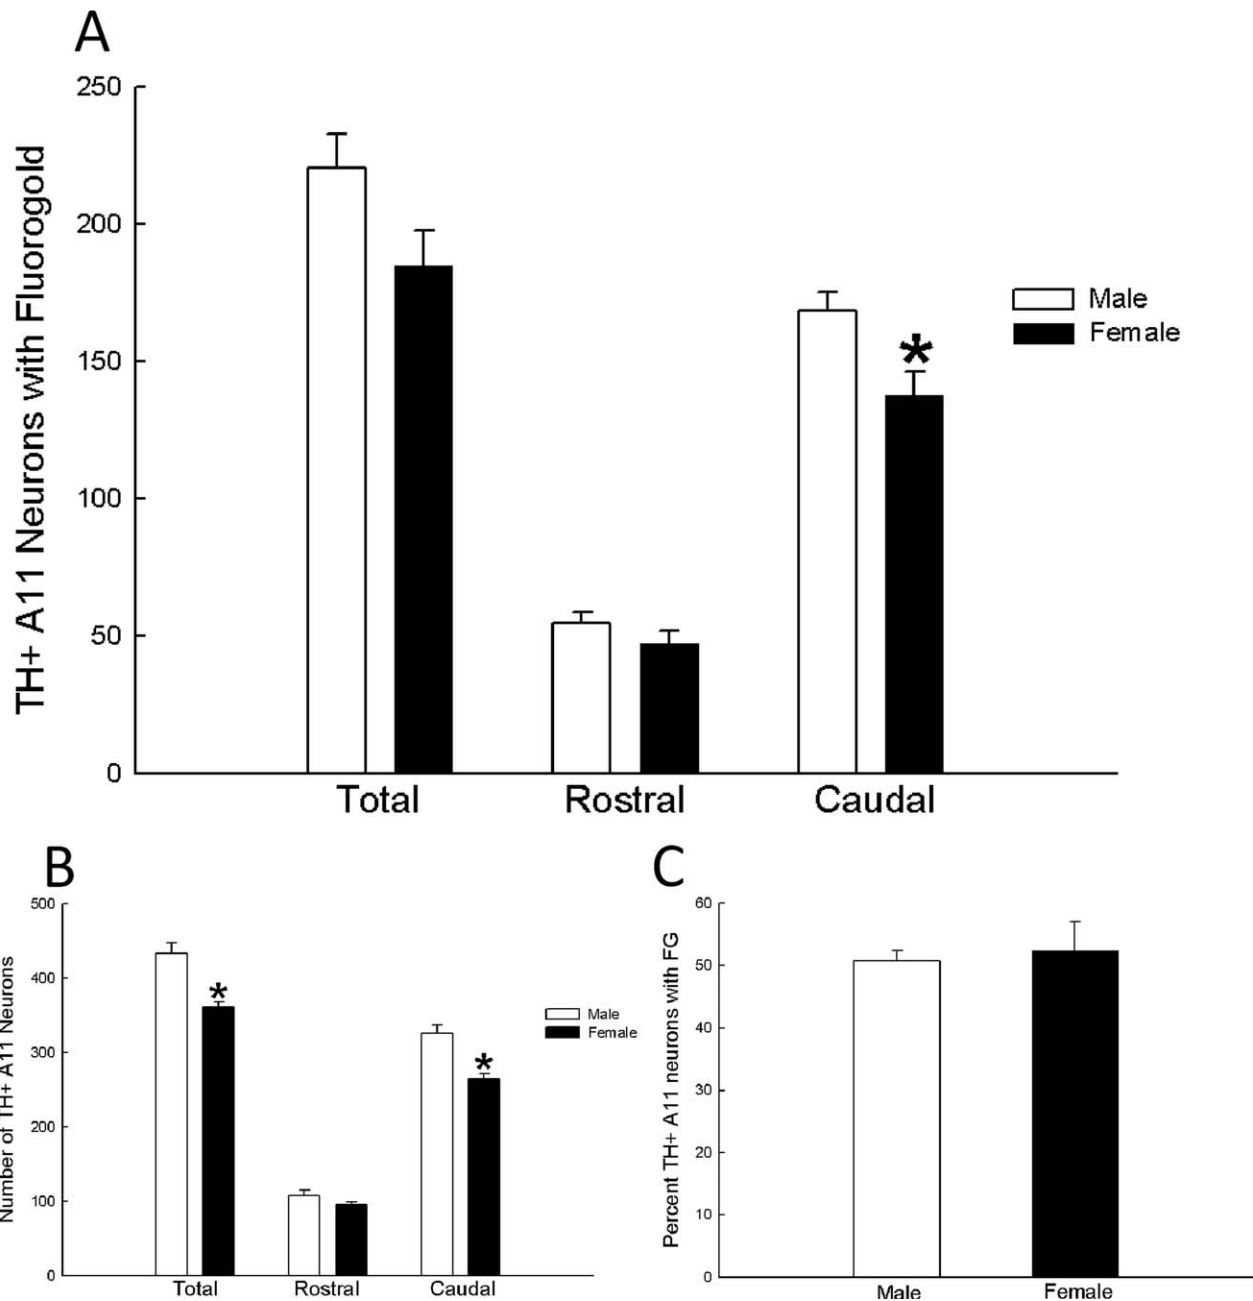 A
TH+ A11 Neurons with Fluorogold
250
200
150
100
50
0
Total Rostral Caudal
Male
Female
*
B
Number of TH+ A11 Neurons
500
400
300
200
100
0
Total Rostral Caudal
*
*
Male
Female
C
Percent TH+ A11 neurons with FG
60
50
40
30
20
10
0
Male Female